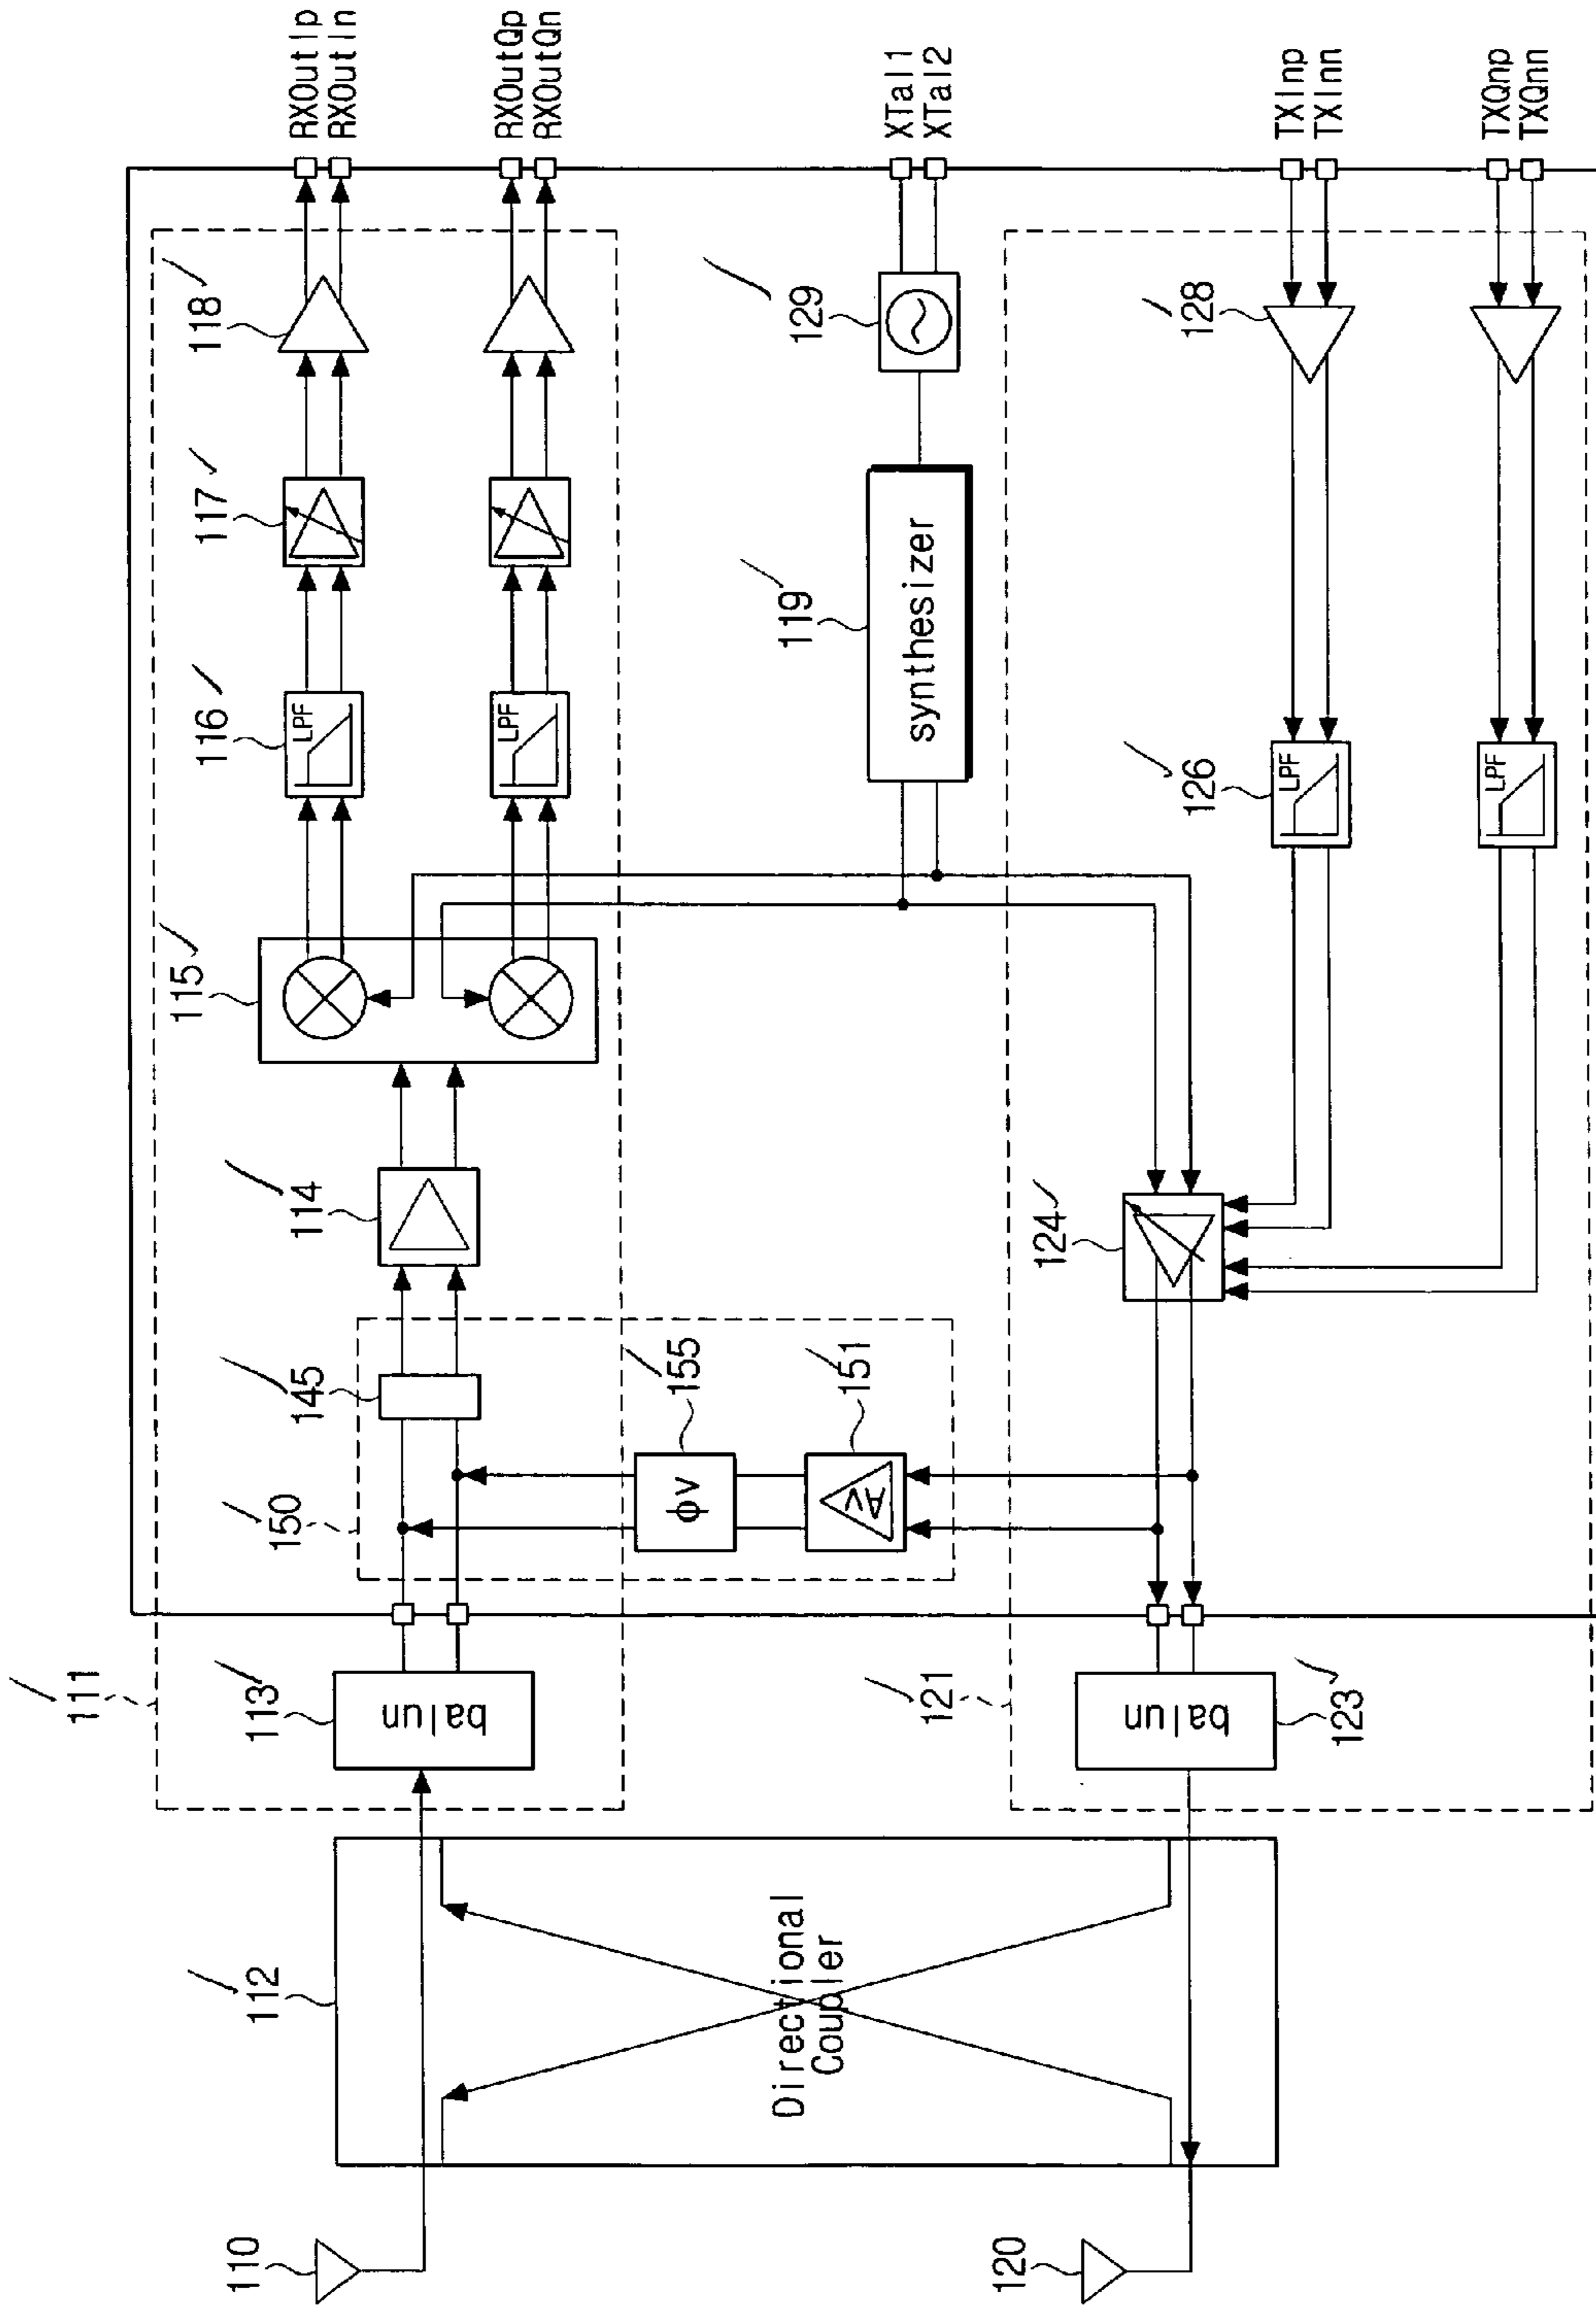 110
112
111
113
balun
150
145
114
115
116
LPF
117
118
RXOutIp
RXOutIn
LPF
RXOutQp
RXOutQn
Directional
Coupler
φv
155
Av
151
119
synthesizer
129
XTal1
XTal2
120
121
balun
123
124
126
LPF
128
TXInp
TXInn
LPF
TXQnp
TXQnn